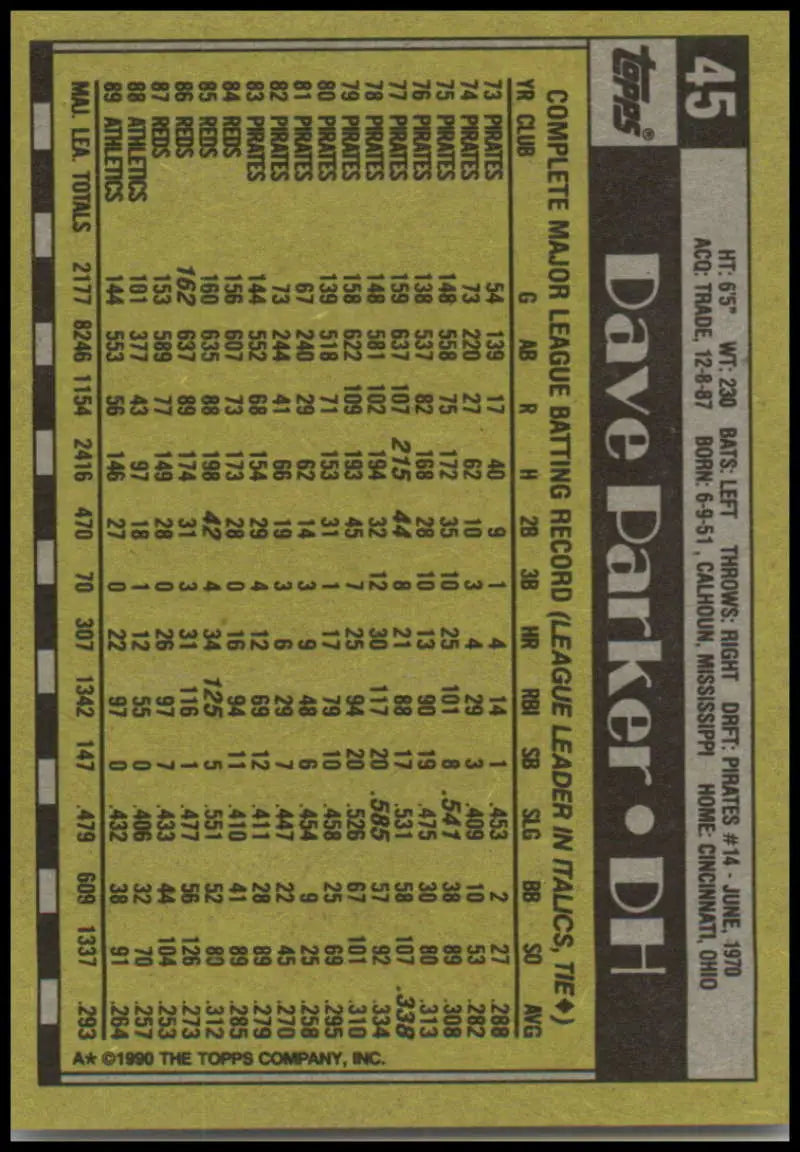 45
HT: 6'5" WT: 230 BATS: LEFT THROWS: RIGHT DRFT: PIRATES #14 - JUNE, 1970
ACQ: TRADE, 12-8-87 BORN: 6-9-51, CALHOUN, MISSISSIPPI HOME: CINCINNATI, OHIO
TOPPS® Dave Parker • DH
COMPLETE MAJOR LEAGUE BATTING RECORD (LEAGUE LEADER IN ITALICS, TIE♦)
YR CLUB G AB R H 2B 3B HR RBI SB SLG BB SO AVG
73 PIRATES 54 139 17 40 9 1 4 14 1 .453 2 27 .288
74 PIRATES 73 220 27 62 10 3 4 29 3 .409 10 53 .282
75 PIRATES 148 558 75 172 35 10 25 101 8 .541 38 89 .308
76 PIRATES 138 537 82 168 28 10 13 90 19 .475 30 80 .313
77 PIRATES 159 637 107 215 44 8 21 88 17 .531 58 107 .338
78 PIRATES 148 581 102 194 32 12 30 117 20 .585 57 92 .334
79 PIRATES 158 622 109 193 45 7 25 94 20 .526 67 101 .310
80 PIRATES 139 518 71 153 31 1 17 79 10 .458 25 69 .295
81 PIRATES 67 240 29 62 14 3 9 48 6 .454 9 25 .258
82 PIRATES 73 244 41 66 19 3 6 29 7 .447 22 45 .270
83 PIRATES 144 552 68 154 29 4 12 69 12 .411 28 89 .279
84 REDS 156 607 73 173 28 0 16 94 11 .410 41 89 .285
85 REDS 160 635 88 198 42 4 34 125 5 .551 52 80 .312
86 REDS 162 637 89 174 31 3 31 116 1 .477 56 126 .273
87 REDS 153 589 77 149 28 0 26 97 7 .433 44 104 .253
88 ATHLETICS 101 377 43 97 18 1 12 55 0 .406 32 70 .257
89 ATHLETICS 144 553 56 146 27 0 22 97 0 .432 38 91 .264
MAJ. LEA. TOTALS 2177 8246 1154 2416 470 70 307 1342 147 .479 609 1337 .293
A* ©1990 THE TOPPS COMPANY, INC.